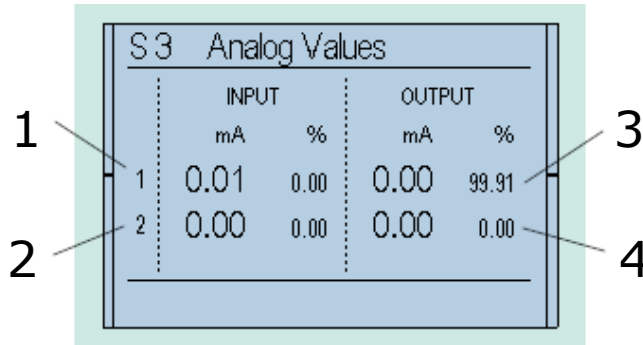 S 3 Analog Values
INPUT OUTPUT
mA % mA %
1 3
1 0.01 0.00 0.00 99.91
2 0.00 0.00 0.00 0.00
2 4